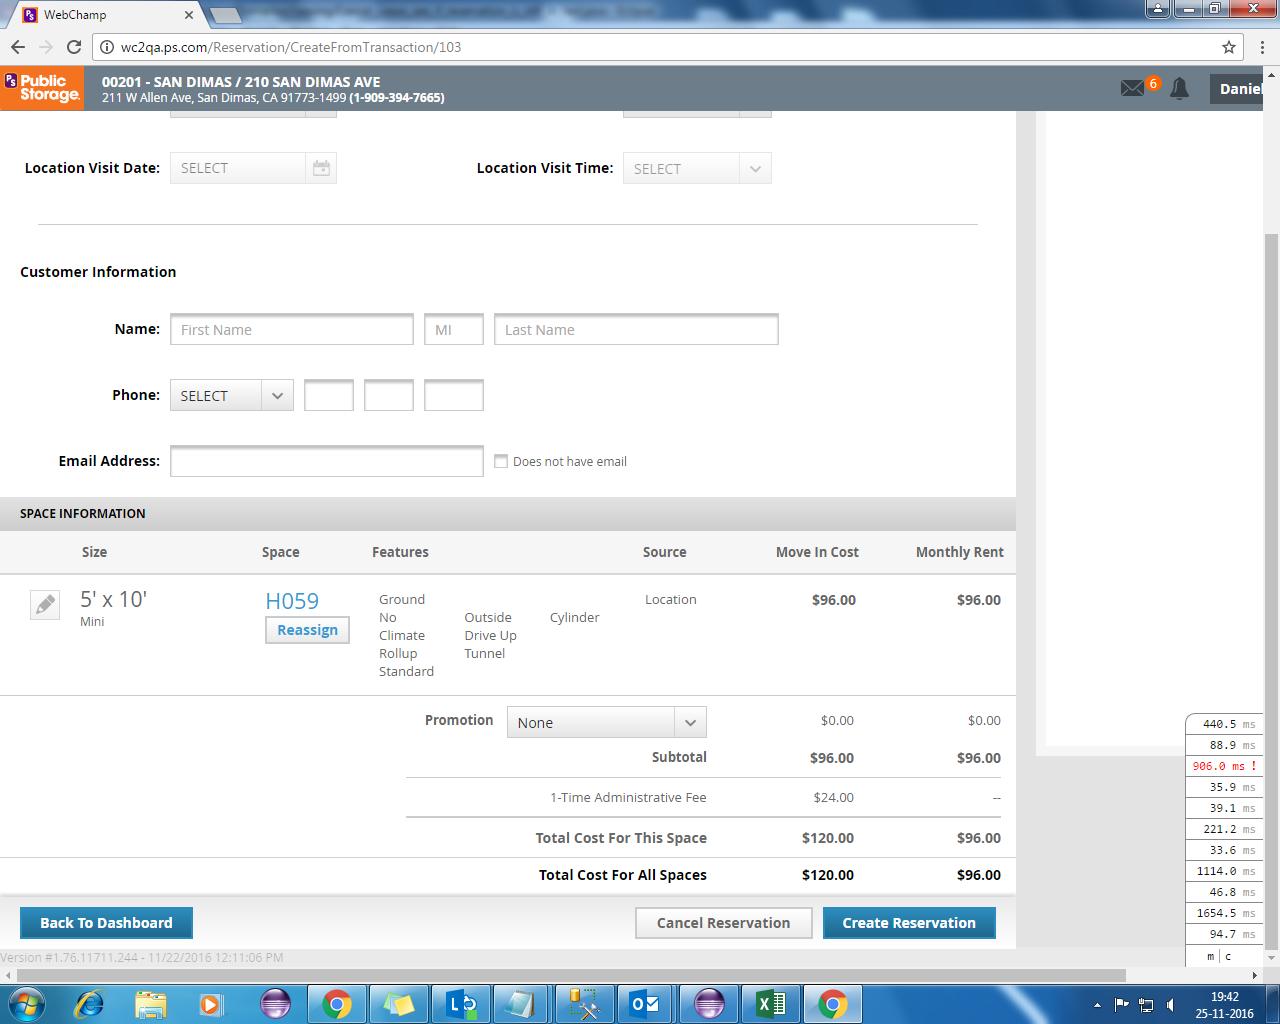 WebChamp
wc2qa.ps.com/Reservation/CreateFromTransaction/103
PS Public Storage
00201 - SAN DIMAS / 210 SAN DIMAS AVE
211 W Allen Ave, San Dimas, CA 91773-1499 (1-909-394-7665)
6
Daniel
Location Visit Date: SELECT Location Visit Time: SELECT
Customer Information
Name: First Name MI Last Name
Phone: SELECT
Email Address: Does not have email
SPACE INFORMATION
Size Space Features Source Move In Cost Monthly Rent
5' x 10' H059 Ground Location $96.00 $96.00
Mini No Outside Cylinder
Reassign Climate Drive Up
Rollup Tunnel
Standard
Promotion None $0.00 $0.00
Subtotal $96.00 $96.00
1-Time Administrative Fee $24.00 --
Total Cost For This Space $120.00 $96.00
Total Cost For All Spaces $120.00 $96.00
Back To Dashboard Cancel Reservation Create Reservation
Version #1.76.11711.244 - 11/22/2016 12:11:06 PM
440.5 ms
88.9 ms
906.0 ms !
35.9 ms
39.1 ms
221.2 ms
33.6 ms
1114.0 ms
46.8 ms
1654.5 ms
94.7 ms
m | c
19:42
25-11-2016